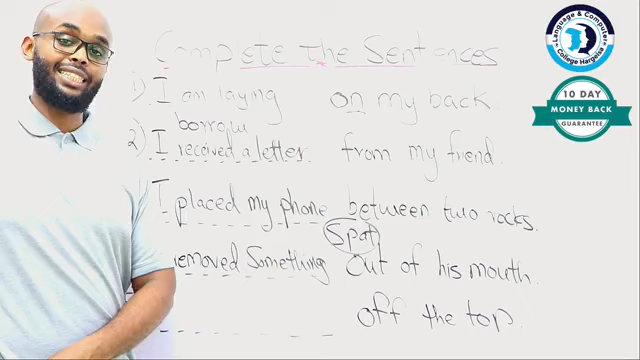 Complete The Sentences
1) I am laying on my back.
borrow
2) I received a letter from my friend.
I placed my phone between two rocks.
Spat
removed Something out of his mouth.
off the top.
Language & Computer
College Hargeisa
10 DAY
MONEY BACK
GUARANTEE